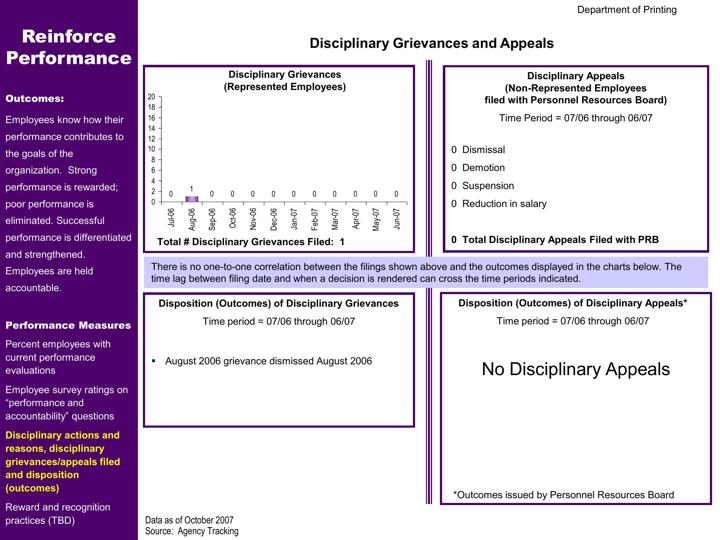 Department of Printing
Reinforce
Performance
Outcomes:
Employees know how their
performance contributes to
the goals of the
organization.  Strong
performance is rewarded;
poor performance is
eliminated. Successful
performance is differentiated
and strengthened.
Employees are held
accountable.
Performance Measures
Percent employees with
current performance
evaluations
Employee survey ratings on
“performance and
accountability” questions
Disciplinary actions and
reasons, disciplinary
grievances/appeals filed
and disposition
(outcomes)
Reward and recognition
practices (TBD)
Disciplinary Grievances and Appeals
Disciplinary Grievances
(Represented Employees)
20
18
16
14
12
10
8
6
4
2
0
0 1 0 0 0 0 0 0 0 0 0 0
Jul-06 Aug-06 Sep-06 Oct-06 Nov-06 Dec-06 Jan-07 Feb-07 Mar-07 Apr-07 May-07 Jun-07
Total # Disciplinary Grievances Filed:  1
Disciplinary Appeals
(Non-Represented Employees
filed with Personnel Resources Board)
Time Period = 07/06 through 06/07
0  Dismissal
0  Demotion
0  Suspension
0  Reduction in salary
0  Total Disciplinary Appeals Filed with PRB
There is no one-to-one correlation between the filings shown above and the outcomes displayed in the charts below. The
time lag between filing date and when a decision is rendered can cross the time periods indicated.
Disposition (Outcomes) of Disciplinary Grievances
Time period = 07/06 through 06/07
▪ August 2006 grievance dismissed August 2006
Disposition (Outcomes) of Disciplinary Appeals*
Time period = 07/06 through 06/07
No Disciplinary Appeals
*Outcomes issued by Personnel Resources Board
Data as of October 2007
Source:  Agency Tracking